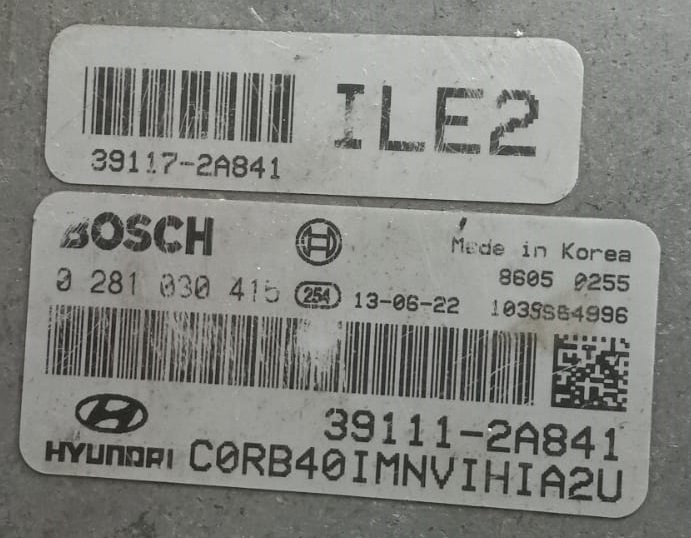 ILE2
39117-2A841
BOSCH
Made in Korea
8605 0255
0 281 030 415 254 13-06-22
39111-2A841
HYUNDAI C0RB40IMNVIHIA2U